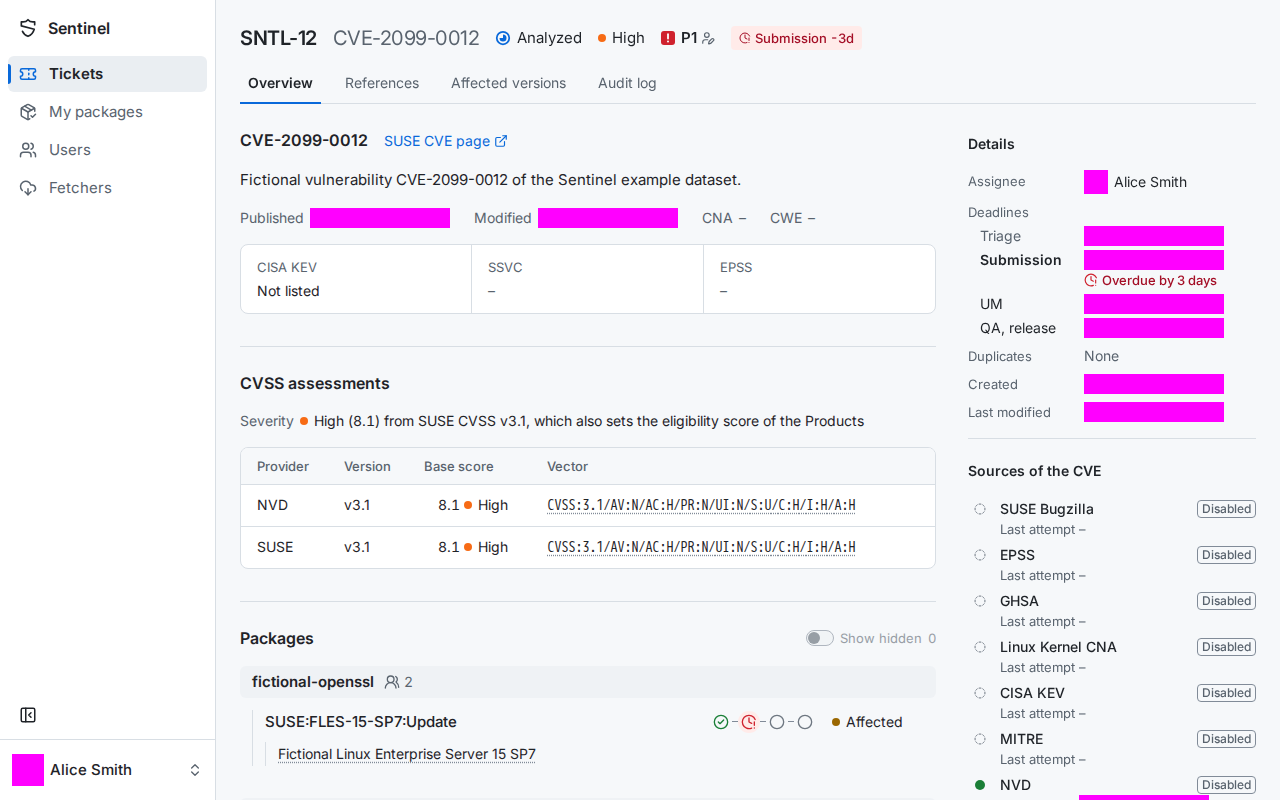 Sentinel
Tickets
My packages
Users
Fetchers
Alice Smith
SNTL-12 CVE-2099-0012 Analyzed High P1 Submission -3d
Overview References Affected versions Audit log
CVE-2099-0012 SUSE CVE page
Fictional vulnerability CVE-2099-0012 of the Sentinel example dataset.
Published Modified CNA – CWE –
CISA KEV SSVC EPSS
Not listed – –
CVSS assessments
Severity High (8.1) from SUSE CVSS v3.1, which also sets the eligibility score of the Products
Provider Version Base score Vector
NVD v3.1 8.1 High CVSS:3.1/AV:N/AC:H/PR:N/UI:N/S:U/C:H/I:H/A:H
SUSE v3.1 8.1 High CVSS:3.1/AV:N/AC:H/PR:N/UI:N/S:U/C:H/I:H/A:H
Packages Show hidden 0
fictional-openssl 2
SUSE:FLES-15-SP7:Update Affected
Fictional Linux Enterprise Server 15 SP7
Details
Assignee Alice Smith
Deadlines
Triage
Submission
Overdue by 3 days
UM
QA, release
Duplicates None
Created
Last modified
Sources of the CVE
SUSE Bugzilla Disabled
Last attempt –
EPSS Disabled
Last attempt –
GHSA Disabled
Last attempt –
Linux Kernel CNA Disabled
Last attempt –
CISA KEV Disabled
Last attempt –
MITRE Disabled
Last attempt –
NVD Disabled